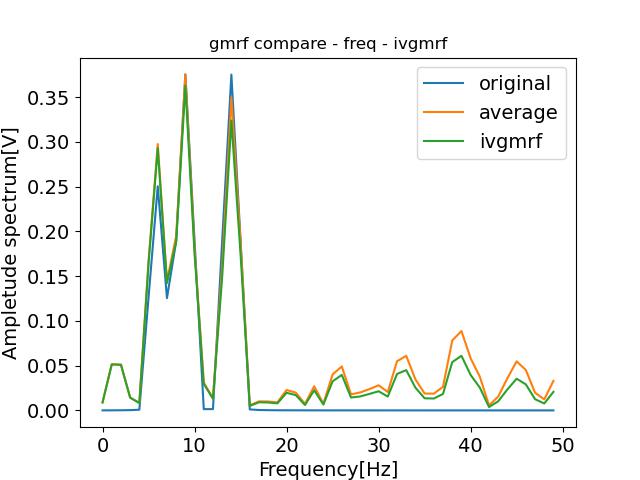 gmrf compare - freq - ivgmrf
Ampletude spectrum[V]
0.35
0.30
0.25
0.20
0.15
0.10
0.05
0.00
original
average
ivgmrf
0 10 20 30 40 50
Frequency[Hz]